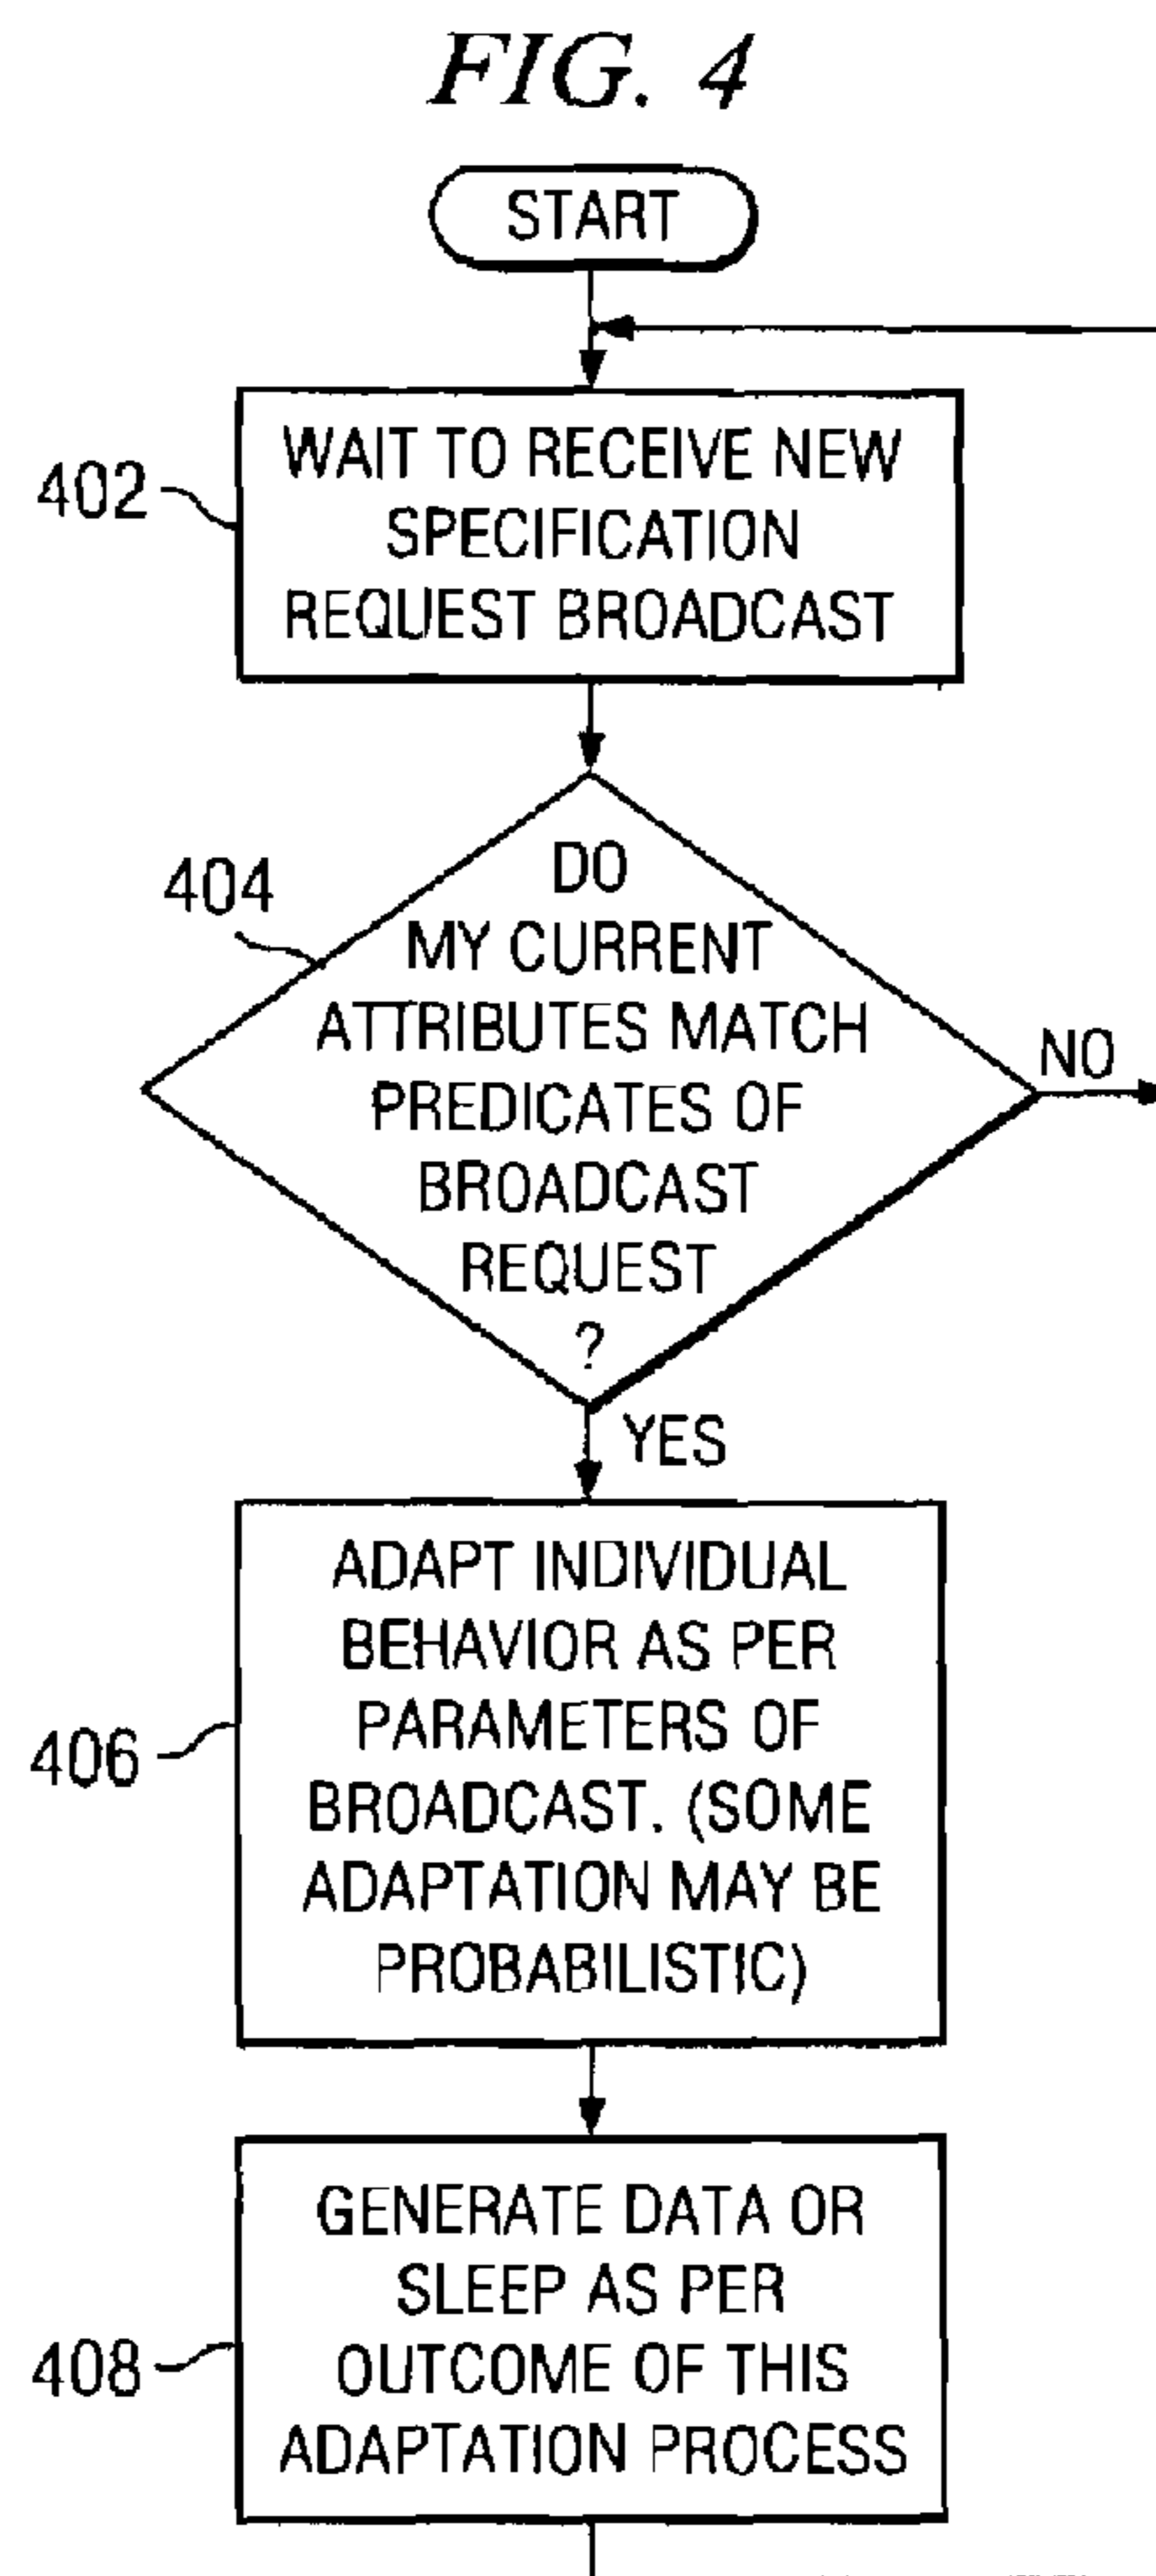 FIG. 4
START
402
WAIT TO RECEIVE NEW
SPECIFICATION
REQUEST BROADCAST
404
DO
MY CURRENT
ATTRIBUTES MATCH
PREDICATES OF
BROADCAST
REQUEST
?
NO
YES
406
ADAPT INDIVIDUAL
BEHAVIOR AS PER
PARAMETERS OF
BROADCAST. (SOME
ADAPTATION MAY BE
PROBABILISTIC)
408
GENERATE DATA OR
SLEEP AS PER
OUTCOME OF THIS
ADAPTATION PROCESS